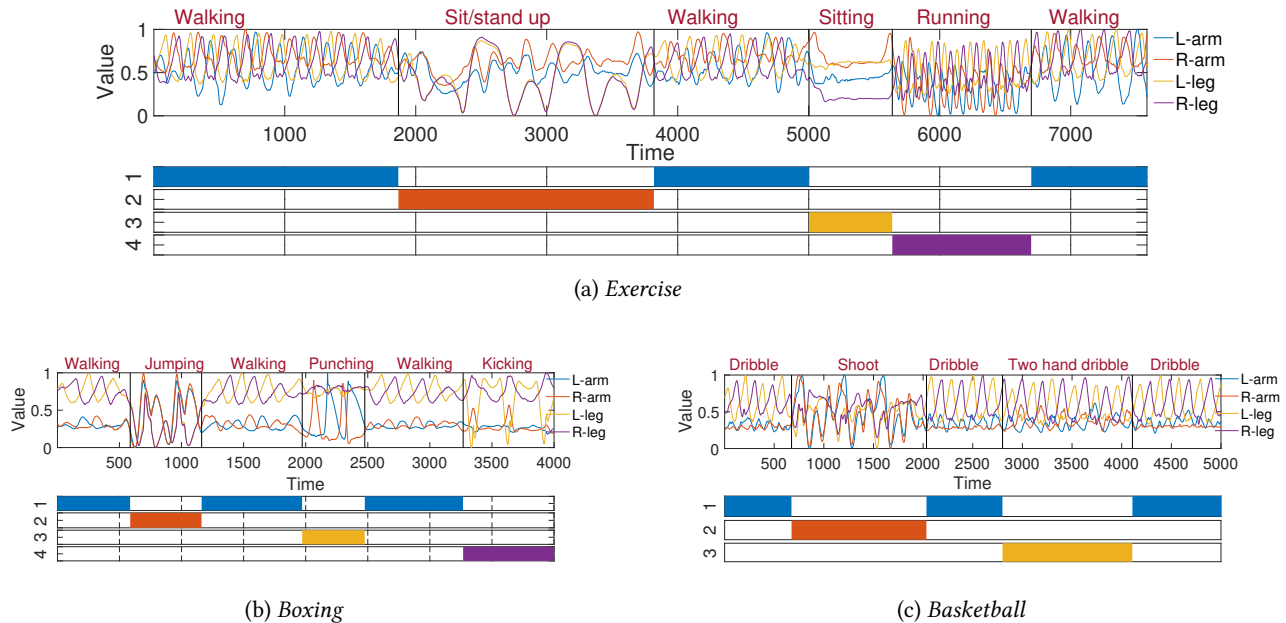 Walking Sit/stand up Walking Sitting Running Walking
Value
1
0.5
0
L-arm
R-arm
L-leg
R-leg
1000 2000 3000 4000 5000 6000 7000
Time
1
2
3
4
(a) Exercise
Walking Jumping Walking Punching Walking Kicking
Value
1
0.5
0
L-arm
R-arm
L-leg
R-leg
500 1000 1500 2000 2500 3000 3500 4000
Time
1
2
3
4
(b) Boxing
Dribble Shoot Dribble Two hand dribble Dribble
Value
1
0.5
0
L-arm
R-arm
L-leg
R-leg
500 1000 1500 2000 2500 3000 3500 4000 4500 5000
Time
1
2
3
(c) Basketball